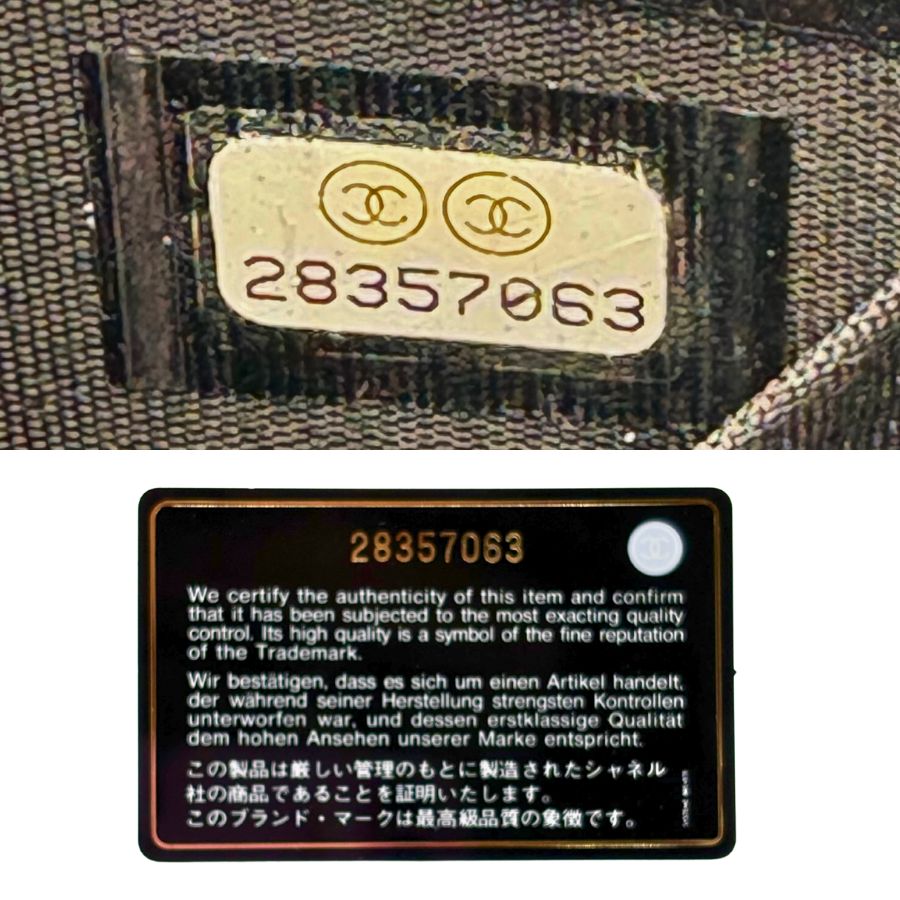 28357063
28357063
We certify the authenticity of this item and confirm
that it has been subjected to the most exacting quality
control. Its high quality is a symbol of the fine reputation
of the Trademark.
Wir bestätigen, dass es sich um einen Artikel handelt,
der während seiner Herstellung strengsten Kontrollen
unterworfen war, und dessen erstklassige Qualität
dem hohen Ansehen unserer Marke entspricht.
この製品は厳しい管理のもとに製造されたシャネル
社の商品であることを証明いたします。
このブランド・マークは最高級品質の象徴です。